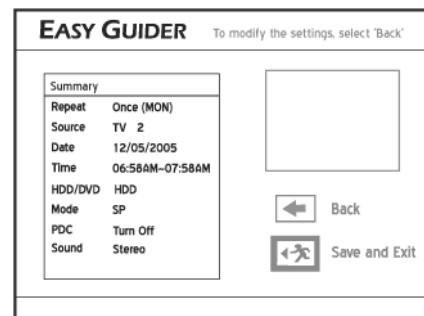 EASY GUIDER
To modify the settings, select 'Back'
Summary
Repeat Once (MON)
Source TV 2
Date 12/05/2005
Time 06:58AM~07:58AM
HDD/DVD HDD
Mode SP
PDC Turn Off
Sound Stereo
Back
Save and Exit